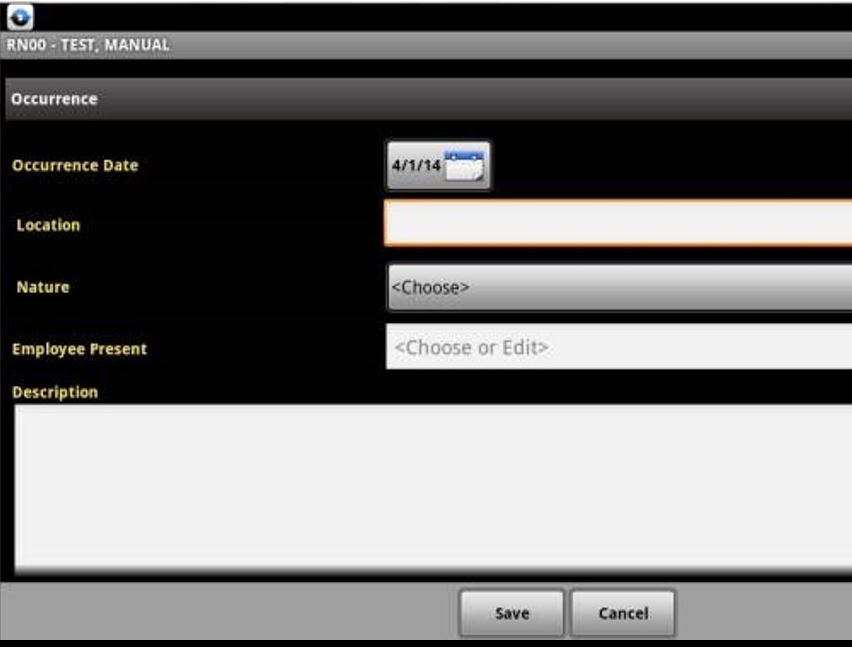 RN00 - TEST, MANUAL
Occurrence
Occurrence Date
4/1/14
Location
Nature
<Choose>
Employee Present
<Choose or Edit>
Description
Save
Cancel